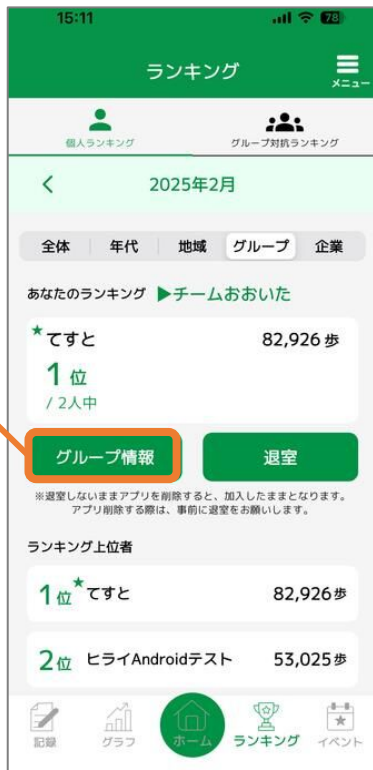 15:11
78
ランキング
メニュー
個人ランキング
グループ対抗ランキング
2025年2月
全体 年代 地域 グループ 企業
あなたのランキング ▶チームおおいた
★てすと 82,926 歩
1 位
/ 2人中
グループ情報 退室
※退室しないままアプリを削除すると、加入したままとなります。
アプリ削除する際は、事前に退室をお願いします。
ランキング上位者
1位★てすと 82,926歩
2位 ヒライAndroidテスト 53,025歩
記録 グラフ ホーム ランキング イベント